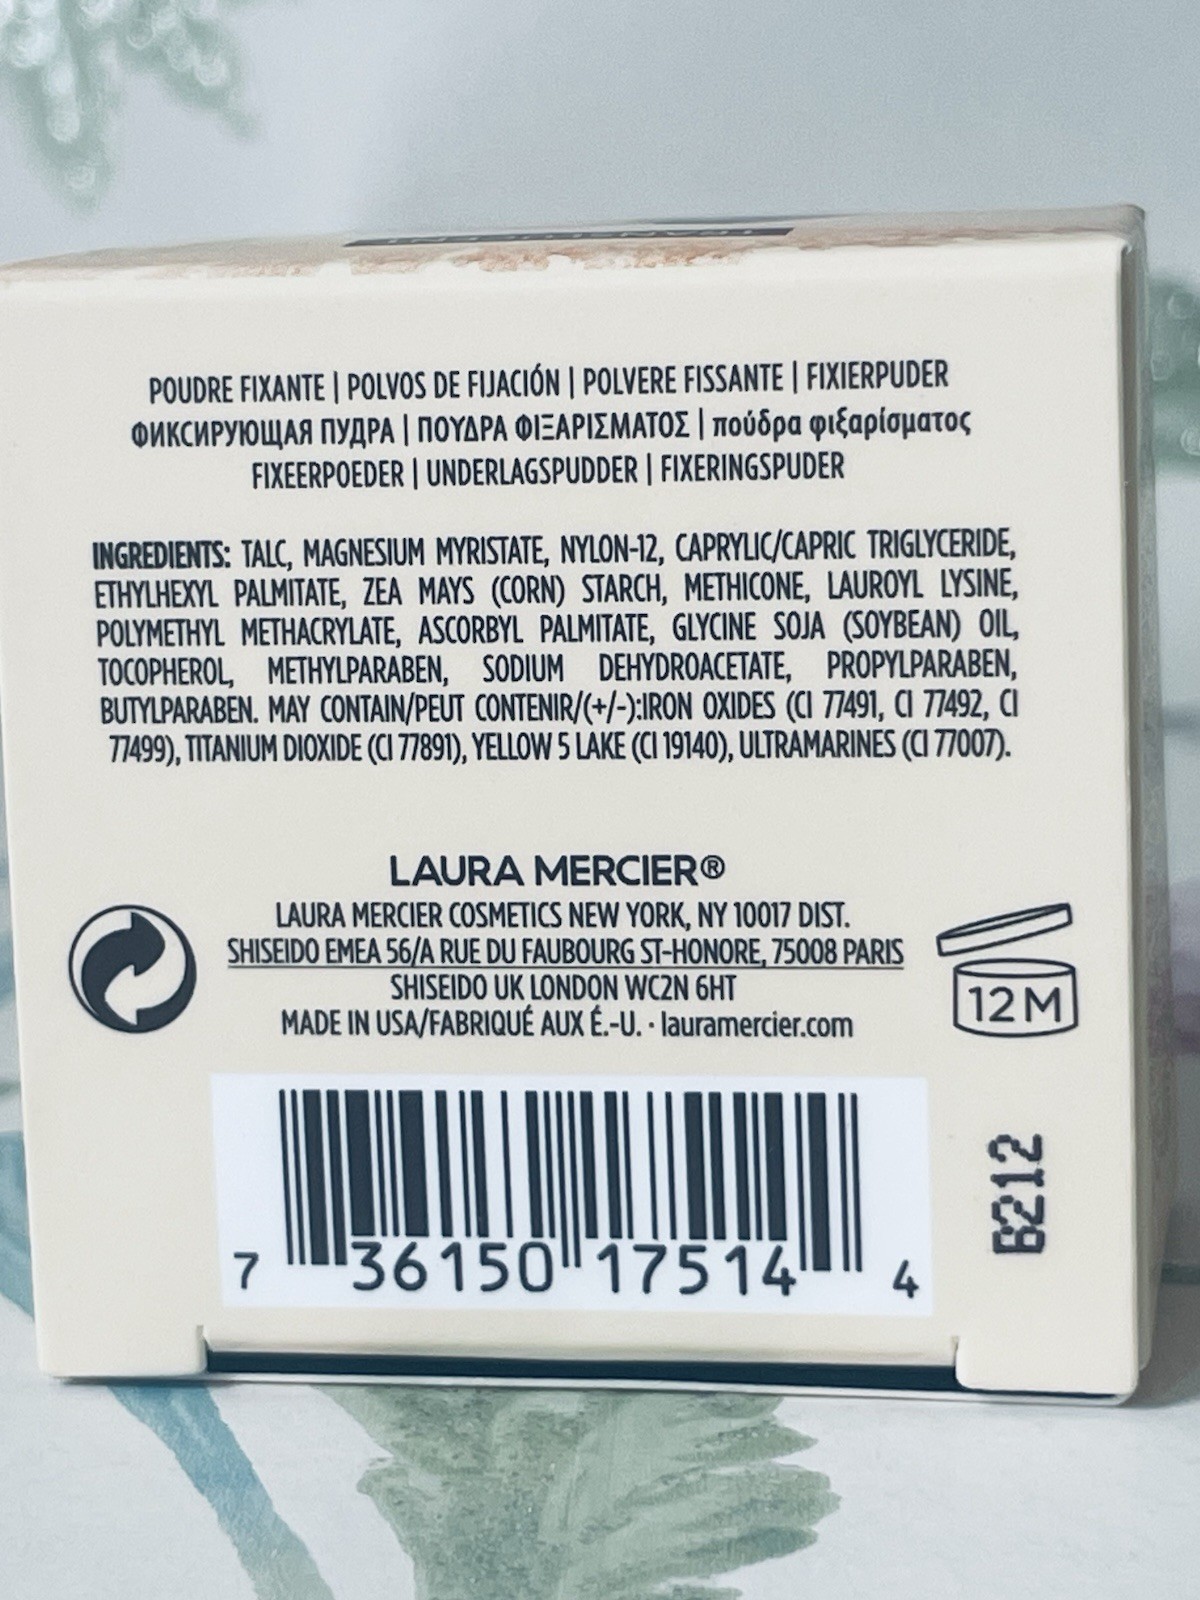 TRANSLUCENT
POUDRE FIXANTE | POLVOS DE FIJACIÓN | POLVERE FISSANTE | FIXIERPUDER
ФИКСИРУЮЩАЯ ПУДРА | ΠΟΥΔΡΑ ΦΙΞΑΡΙΣΜΑΤΟΣ | πούδρα φιξαρίσματος
FIXEERPOEDER | UNDERLAGSPUDDER | FIXERINGSPUDER
INGREDIENTS: TALC, MAGNESIUM MYRISTATE, NYLON-12, CAPRYLIC/CAPRIC TRIGLYCERIDE,
ETHYLHEXYL PALMITATE, ZEA MAYS (CORN) STARCH, METHICONE, LAUROYL LYSINE,
POLYMETHYL METHACRYLATE, ASCORBYL PALMITATE, GLYCINE SOJA (SOYBEAN) OIL,
TOCOPHEROL, METHYLPARABEN, SODIUM DEHYDROACETATE, PROPYLPARABEN,
BUTYLPARABEN. MAY CONTAIN/PEUT CONTENIR/(+/-):IRON OXIDES (CI 77491, CI 77492, CI
77499), TITANIUM DIOXIDE (CI 77891), YELLOW 5 LAKE (CI 19140), ULTRAMARINES (CI 77007).
LAURA MERCIER®
LAURA MERCIER COSMETICS NEW YORK, NY 10017 DIST.
SHISEIDO EMEA 56/A RUE DU FAUBOURG ST-HONORE, 75008 PARIS
SHISEIDO UK LONDON WC2N 6HT
MADE IN USA/FABRIQUÉ AUX É.-U. · lauramercier.com
12M
B212
7 36150 17514 4